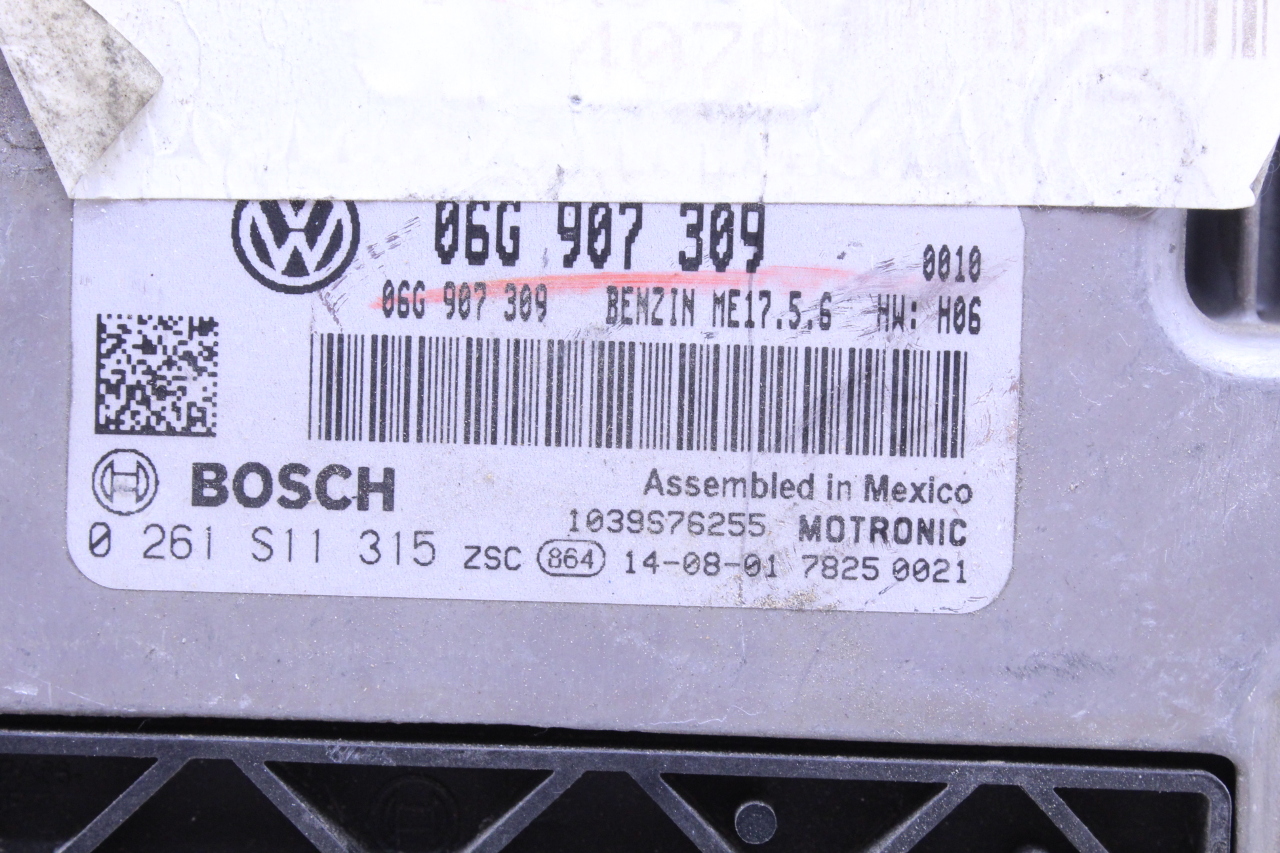 06G 907 309
0010
06G 907 309 BENZIN ME17.5.6 HW: H06
BOSCH
Assembled in Mexico
1039S76255 MOTRONIC
0 261 S11 315 ZSC 864 14-08-01 7825 0021